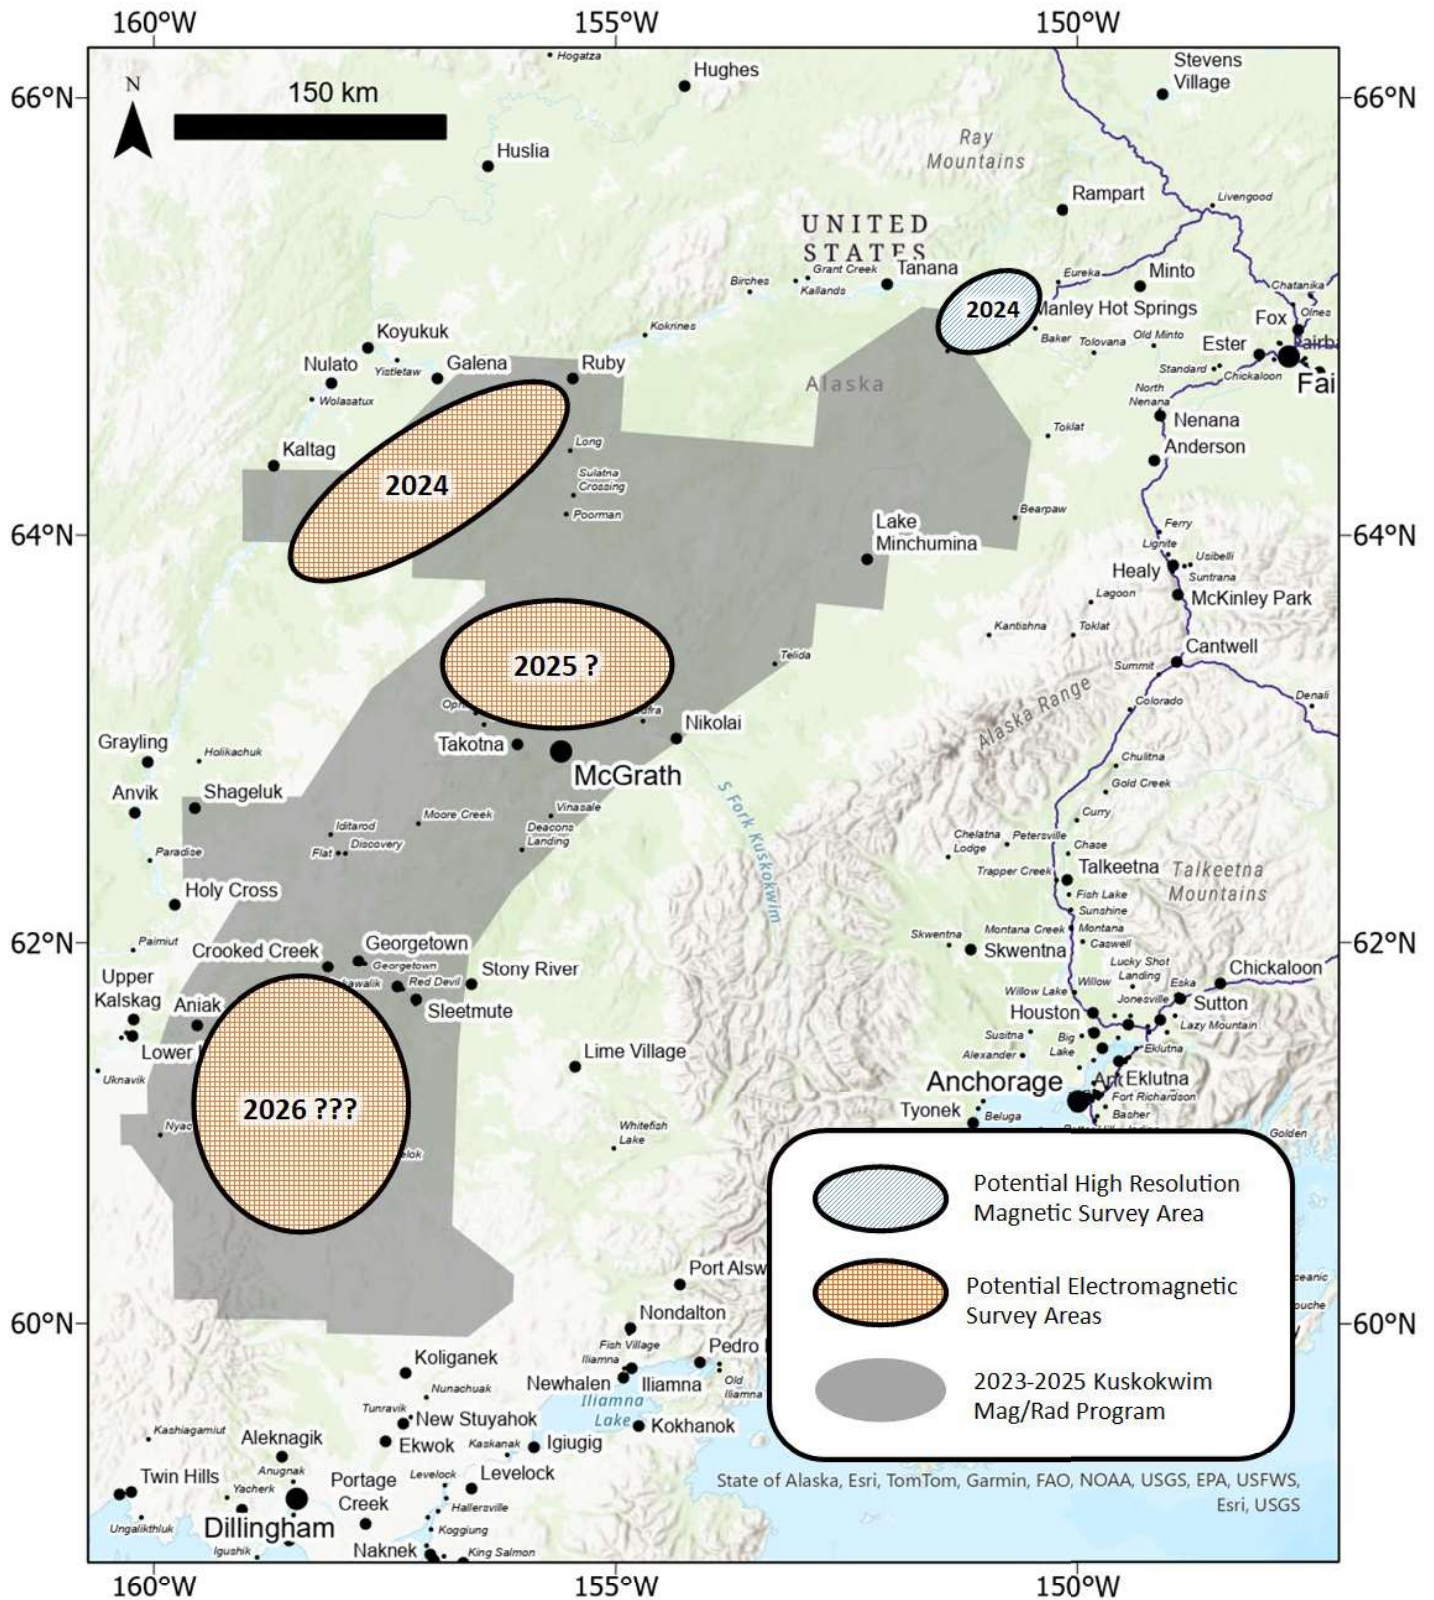 160°W
155°W
150°W
66°N
66°N
64°N
64°N
62°N
62°N
60°N
60°N
N
150 km
Hogatza
Hughes
Stevens
Village
Huslia
Ray
Mountains
Rampart
Livengood
UNITED
STATES
Birches
Grant Creek
Kallands
Tanana
Eureka
Minto
Chatanika
2024
Manley Hot Springs
Fox
Olnes
Kokrines
Koyukuk
Yistletaw
Nulato
Galena
Ruby
Baker
Tolovana
Old Minto
Ester
Standard
Chickaloon
Fai
Wolasatux
Alaska
North
Nenana
Nenana
Toklat
Anderson
Kaltag
Long
2024
Sulatna
Crossing
Poorman
Bearpaw
Lake
Minchumina
Ferry
Lignite
Usibelli
Healy
Suntrana
McKinley Park
Lagoon
Kantishna
Toklat
Cantwell
Summit
2025 ?
Telida
Denali
Colorado
Alaska Range
Nikolai
Takotna
McGrath
Grayling
Holikachuk
Anvik
Shageluk
S Fork Kuskokwim
Chulitna
Gold Creek
Vinasale
Moore Creek
Deacons
Landing
Iditarod
Discovery
Flat
Curry
Chelatna
Lodge
Petersville
Chase
Trapper Creek
Talkeetna
Talkeetna
Mountains
Paradise
Holy Cross
Fish Lake
Sunshine
Paimiut
Crooked Creek
Georgetown
Georgetown
Skwentna
Montana Creek
Montana
Skwentna
Caswell
Stony River
Red Devil
Sleetmute
Upper
Kalskag
Aniak
Lower
Lucky Shot
Landing
Chickaloon
Willow
Eska
Willow Lake
Jonesville
Sutton
Houston
Lazy Mountain
Susitna
Big
Lake
Alexander
Eklutna
Lime Village
Uknavik
Anchorage
Eklutna
Fort Richardson
Tyonek
Beluga
Basher
2026 ???
Nyac
Whitefish
Lake
Golden
Potential High Resolution
Magnetic Survey Area
Potential Electromagnetic
Survey Areas
2023-2025 Kuskokwim
Mag/Rad Program
Port Alsw
Nondalton
Fish Village
Iliamna
Pedro
Koliganek
Newhalen
Iliamna
Old
Iliamna
Nunachuak
Iliamna
Lake
Tunravik
New Stuyahok
Kokhanok
Kashiagamiut
Aleknagik
Ekwok
Kaskanak
Igiugig
Anugnak
Twin Hills
Portage
Creek
Levelock
Levelock
Yacherk
Hallersville
Ungalikthluk
Dillingham
Koggiung
Igushik
Naknek
King Salmon
State of Alaska, Esri, TomTom, Garmin, FAO, NOAA, USGS, EPA, USFWS,
Esri, USGS
160°W
155°W
150°W